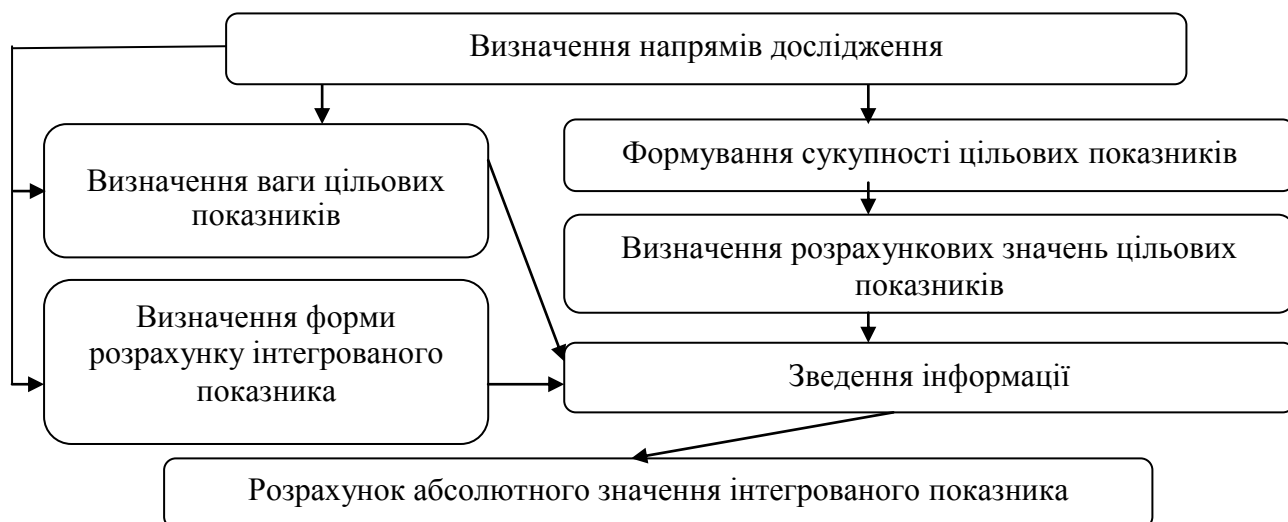 Визначення напрямів дослідження
Визначення ваги цільових
показників
Формування сукупності цільових показників
Визначення розрахункових значень цільових
показників
Визначення форми
розрахунку інтегрованого
показника
Зведення інформації
Розрахунок абсолютного значення інтегрованого показника